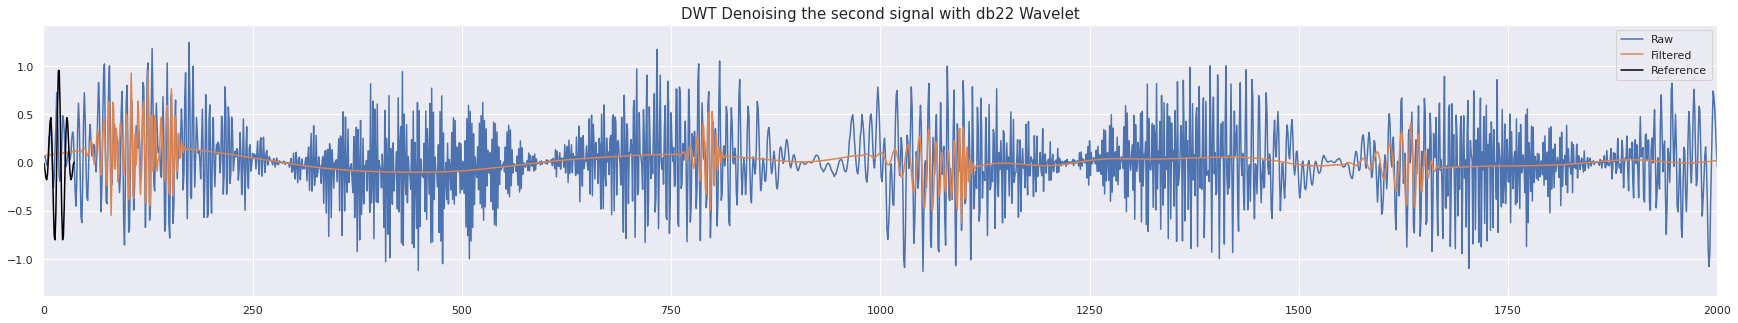 DWT Denoising the second signal with db22 Wavelet
Raw
Filtered
Reference
1.0
0.5
0.0
−0.5
−1.0
0 250 500 750 1000 1250 1500 1750 2000